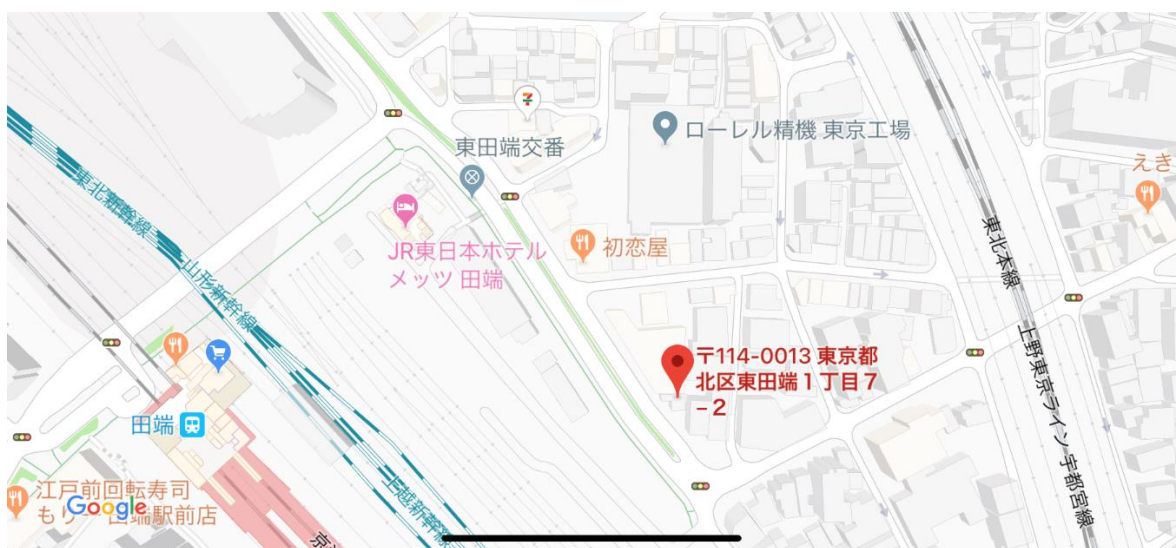 東田端交番
ローレル精機 東京工場
えき
東北新幹線
JR東日本ホテル
メッツ 田端
初恋屋
東北本線
山形新幹線
〒114-0013 東京都
北区東田端1丁目7
−2
上野東京ライン 宇都宮線
田端
上越新幹線
江戸前回転寿司
Google
田端駅前店